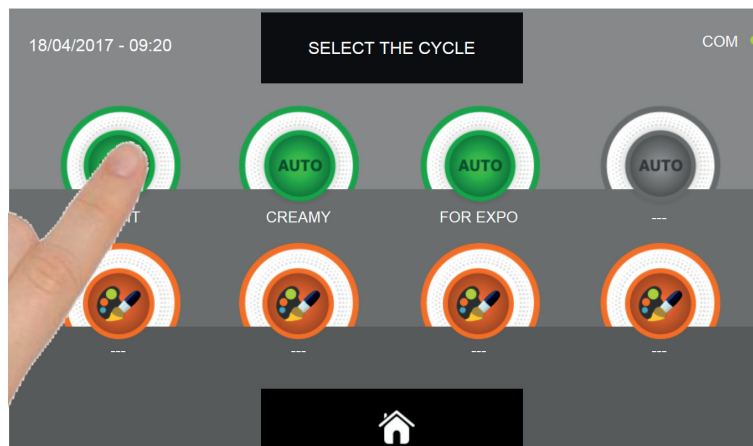 18/04/2017 - 09:20
SELECT THE CYCLE
COM
AUTO
AUTO
AUTO
CREAMY
FOR EXPO
---
---
---
---
---